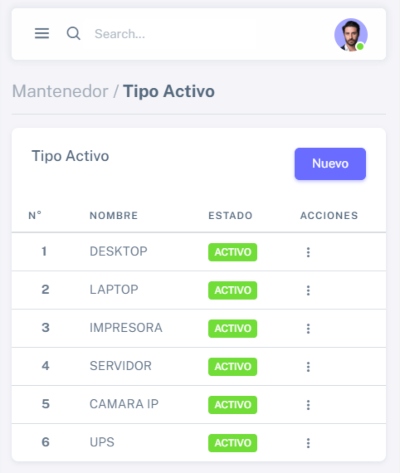 Search...
Mantenedor / Tipo Activo
Tipo Activo
Nuevo
N° NOMBRE ESTADO ACCIONES
1 DESKTOP ACTIVO
2 LAPTOP ACTIVO
3 IMPRESORA ACTIVO
4 SERVIDOR ACTIVO
5 CAMARA IP ACTIVO
6 UPS ACTIVO